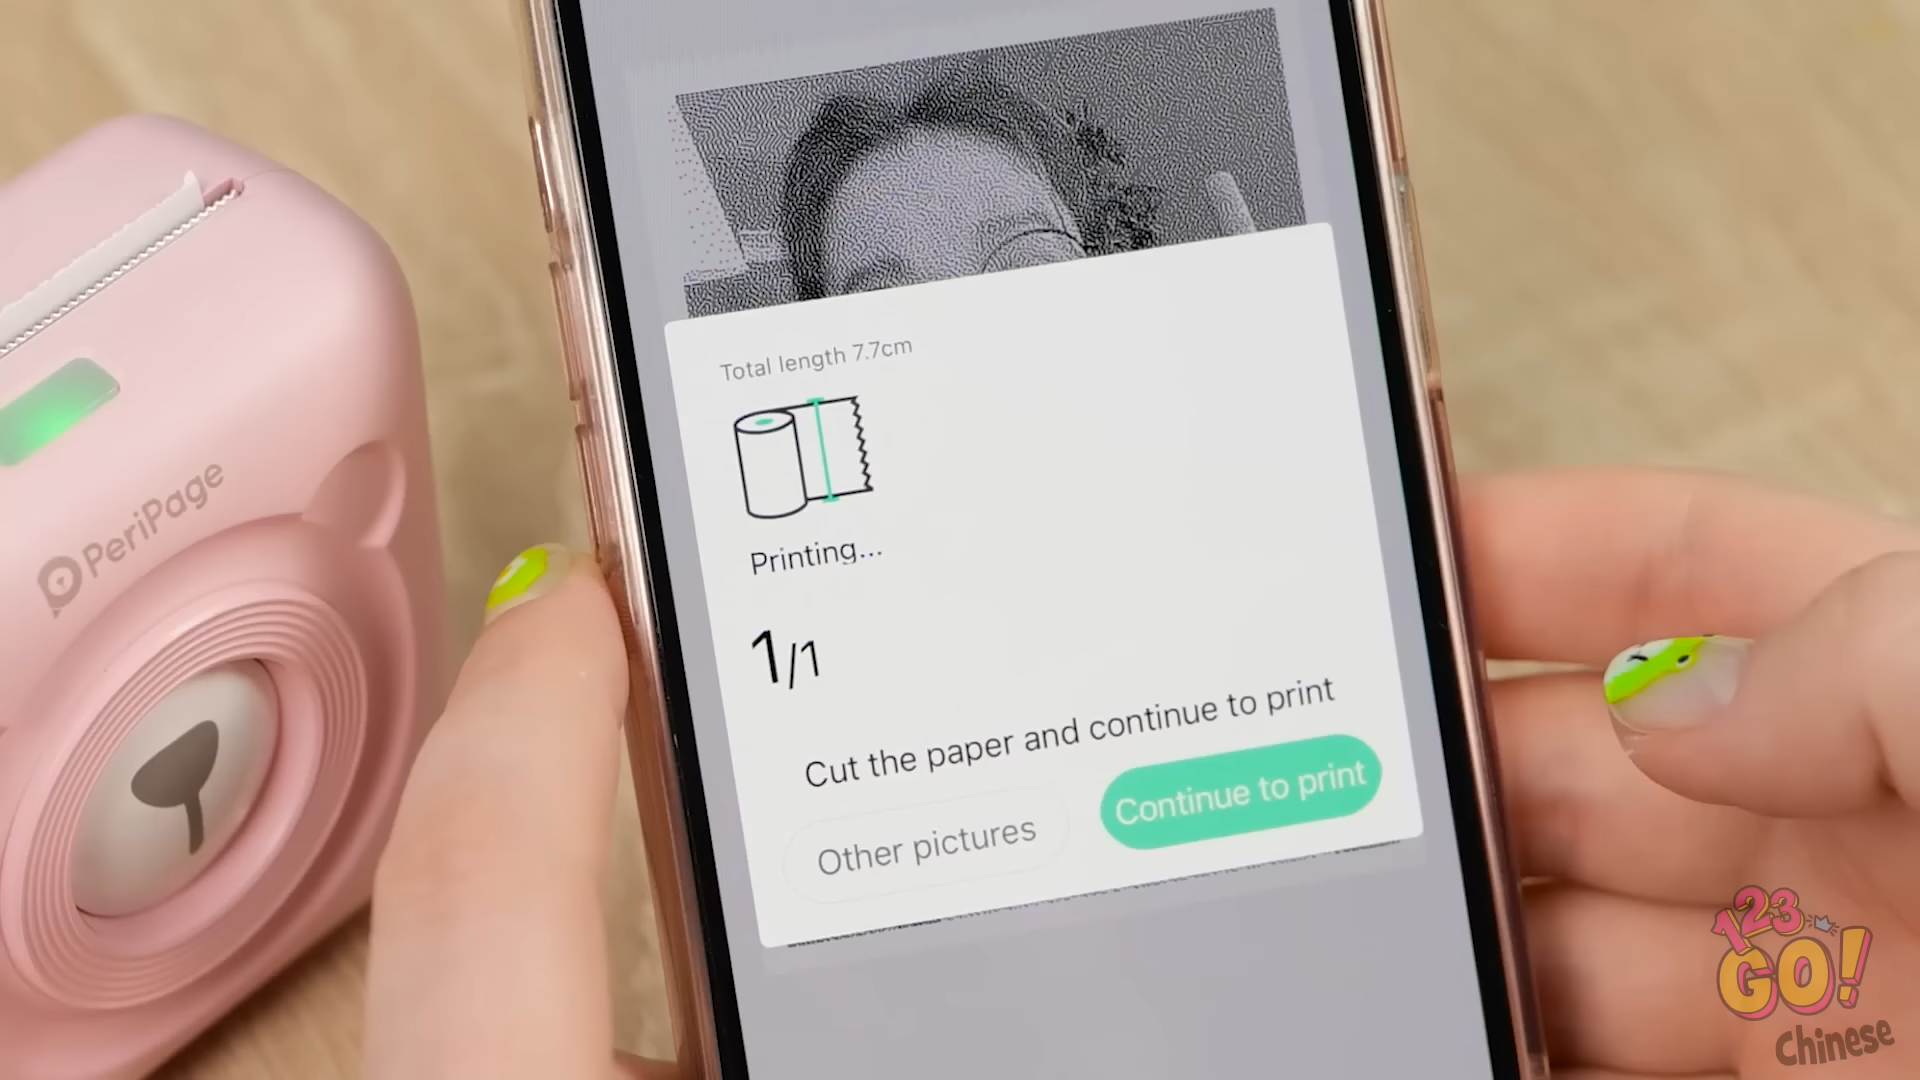 PeriPage
Total length 7.7cm
Printing...
1/1
Cut the paper and continue to print
Other pictures
Continue to print
123
GO!
Chinese